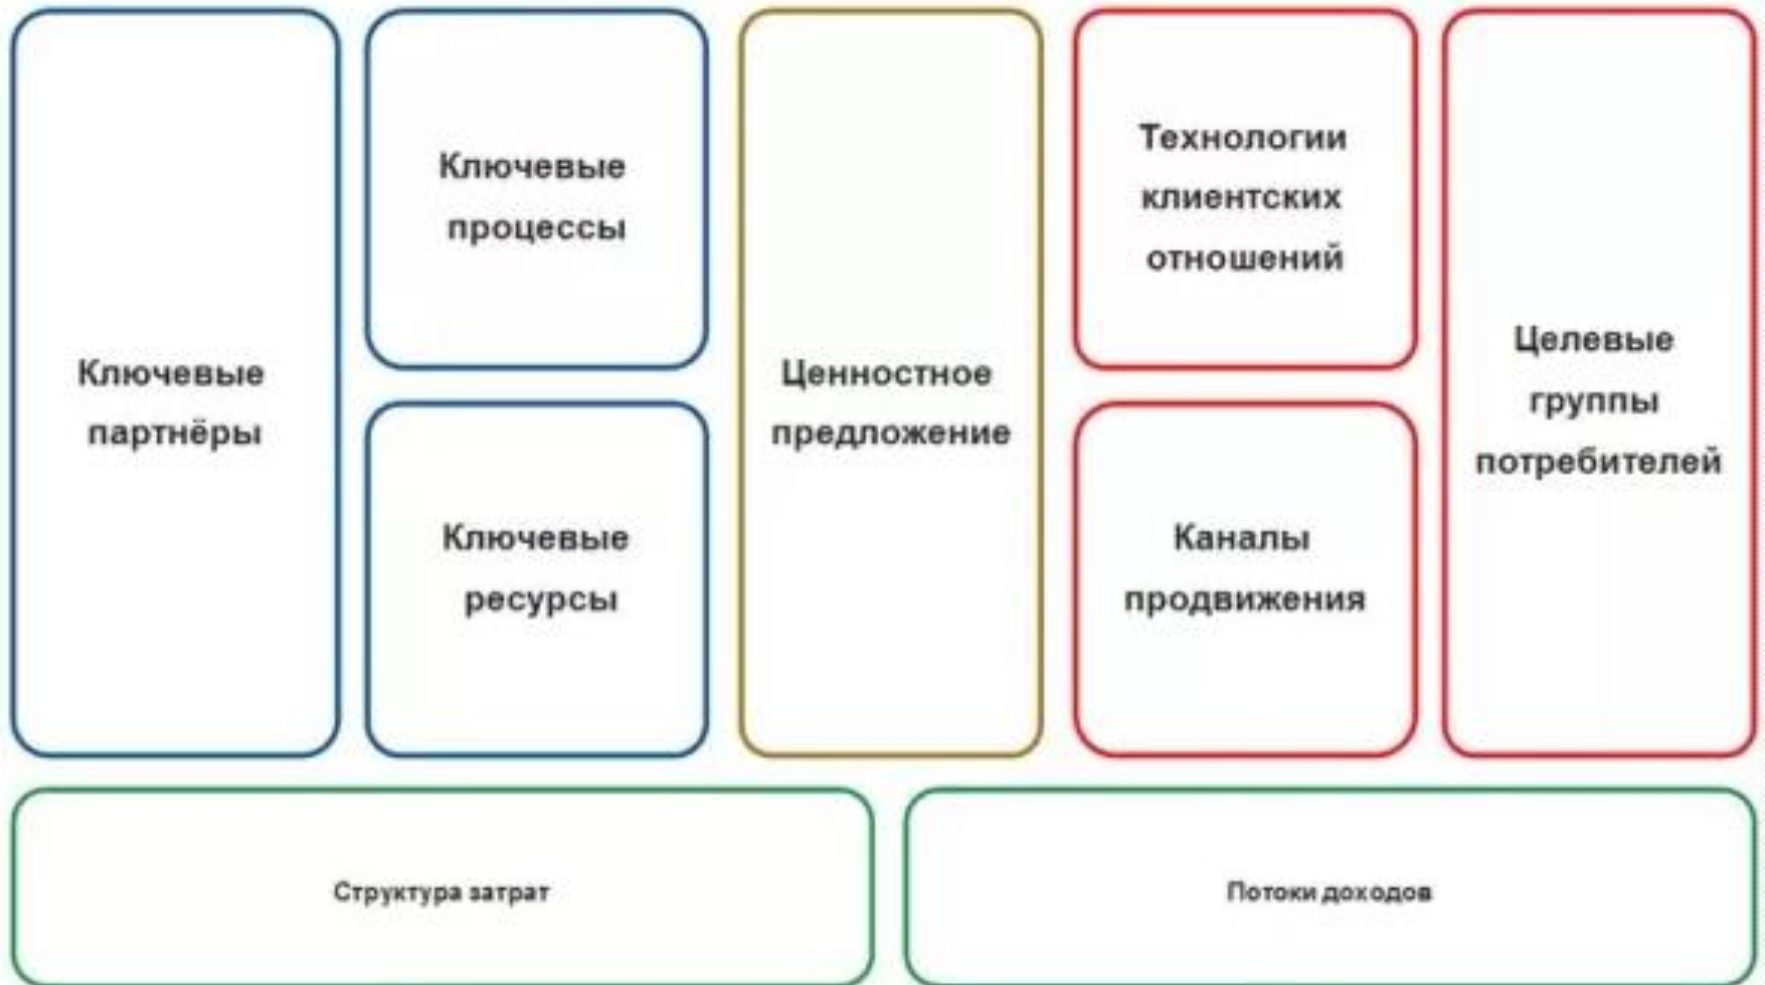 Ключевые
партнёры
Ключевые
процессы
Ключевые
ресурсы
Ценностное
предложение
Технологии
клиентских
отношений
Каналы
продвижения
Целевые
группы
потребителей
Структура затрат
Потоки доходов